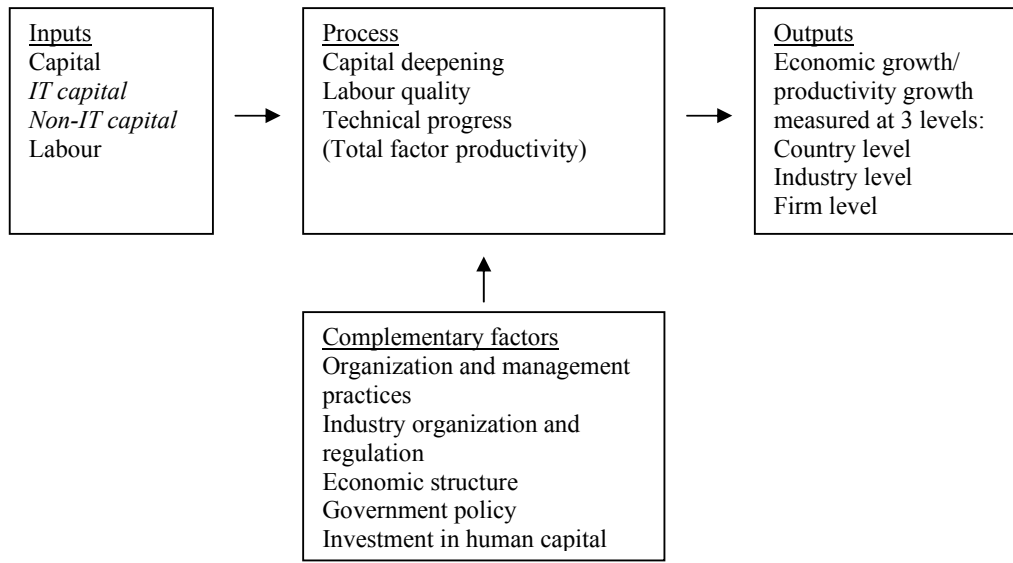 Inputs
Capital
IT capital
Non-IT capital
Labour
Process
Capital deepening
Labour quality
Technical progress
(Total factor productivity)
Outputs
Economic growth/
productivity growth
measured at 3 levels:
Country level
Industry level
Firm level
Complementary factors
Organization and management
practices
Industry organization and
regulation
Economic structure
Government policy
Investment in human capital